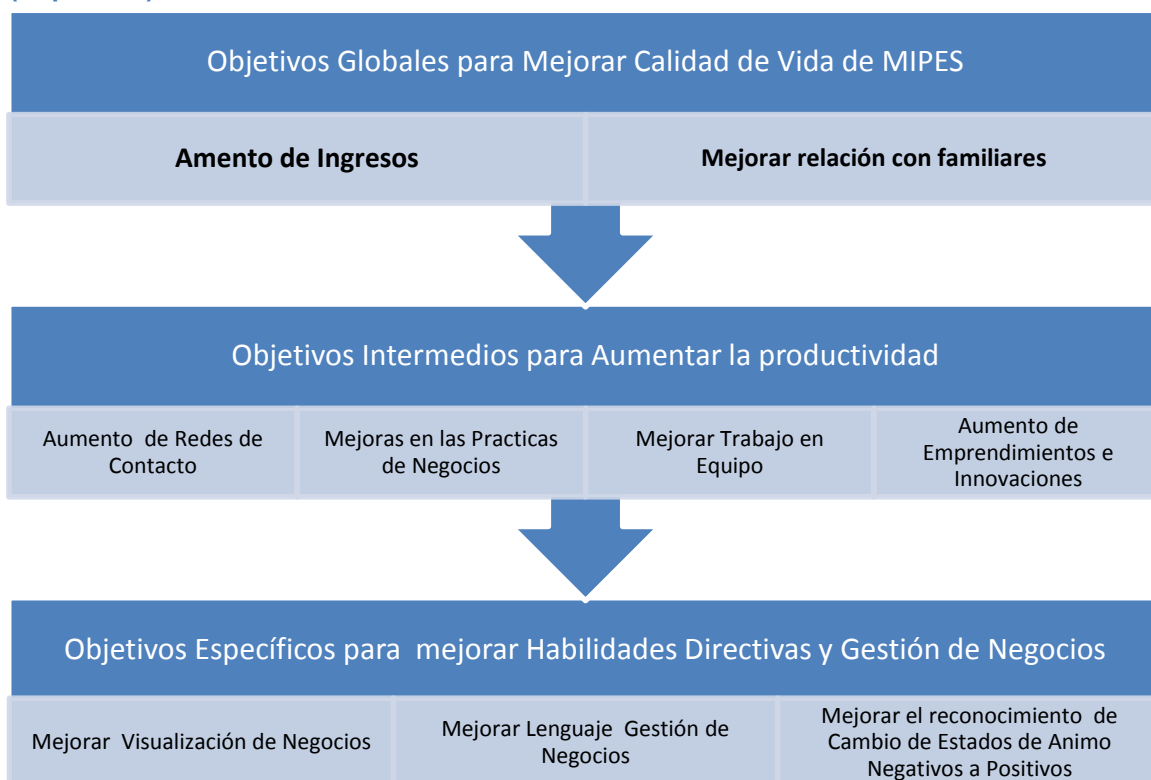 Objetivos Globales para Mejorar Calidad de Vida de MIPES
Amento de Ingresos
Mejorar relación con familiares
Objetivos Intermedios para Aumentar la productividad
Aumento de Redes de
Contacto
Mejoras en las Practicas
de Negocios
Mejorar Trabajo en
Equipo
Aumento de
Emprendimientos e
Innovaciones
Objetivos Específicos para mejorar Habilidades Directivas y Gestión de Negocios
Mejorar Visualización de Negocios
Mejorar Lenguaje Gestión de
Negocios
Mejorar el reconocimiento de
Cambio de Estados de Animo
Negativos a Positivos